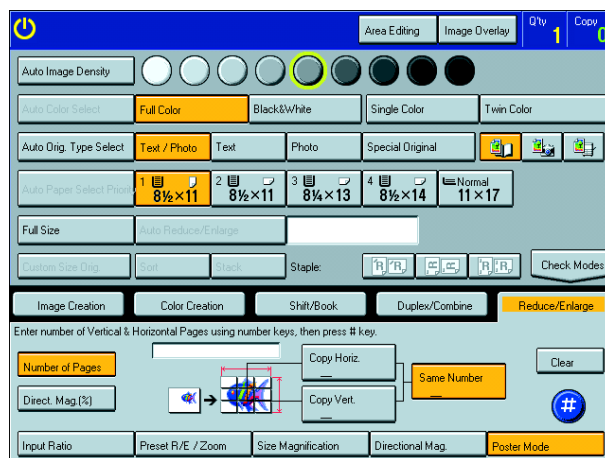 Area Editing Image Overlay Q'ty 1 Copy 0
Auto Image Density
Auto Color Select Full Color Black&White Single Color Twin Color
Auto Orig. Type Select Text / Photo Text Photo Special Original
Auto Paper Select Priority 1 8½×11 2 8½×11 3 8¼×13 4 8½×14 Normal 11×17
Full Size Auto Reduce/Enlarge
Custom Size Orig. Sort Stack Staple: R R R R R R Check Modes
Image Creation Color Creation Shift/Book Duplex/Combine Reduce/Enlarge
Enter number of Vertical & Horizontal Pages using number keys, then press # key.
Number of Pages Copy Horiz. Clear
Same Number
Direct. Mag.(%) Copy Vert. #
Input Ratio Preset R/E / Zoom Size Magnification Directional Mag. Poster Mode